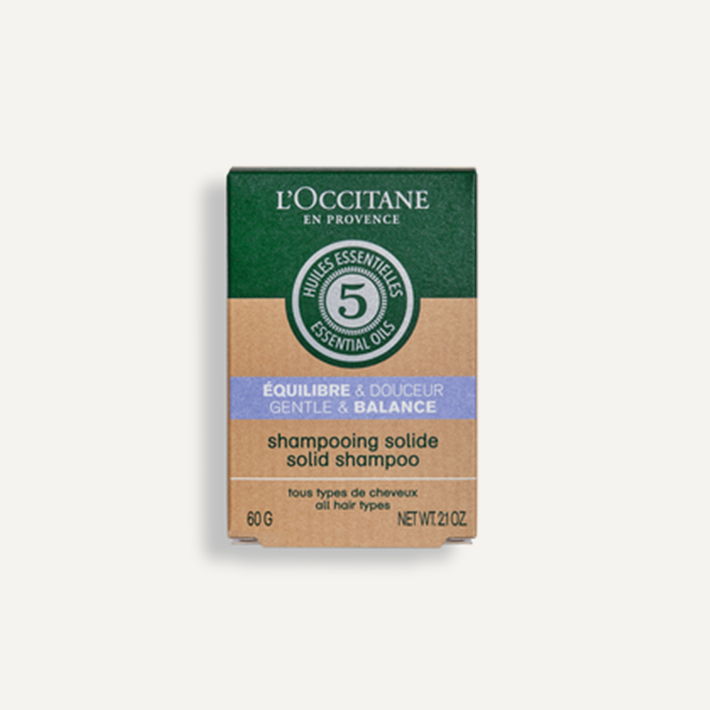 L'OCCITANE
EN PROVENCE
HUILES ESSENTIELLES
5
ESSENTIAL OILS
ÉQUILIBRE & DOUCEUR
GENTLE & BALANCE
shampooing solide
solid shampoo
tous types de cheveux
all hair types
60 G NET WT. 2.1 OZ.